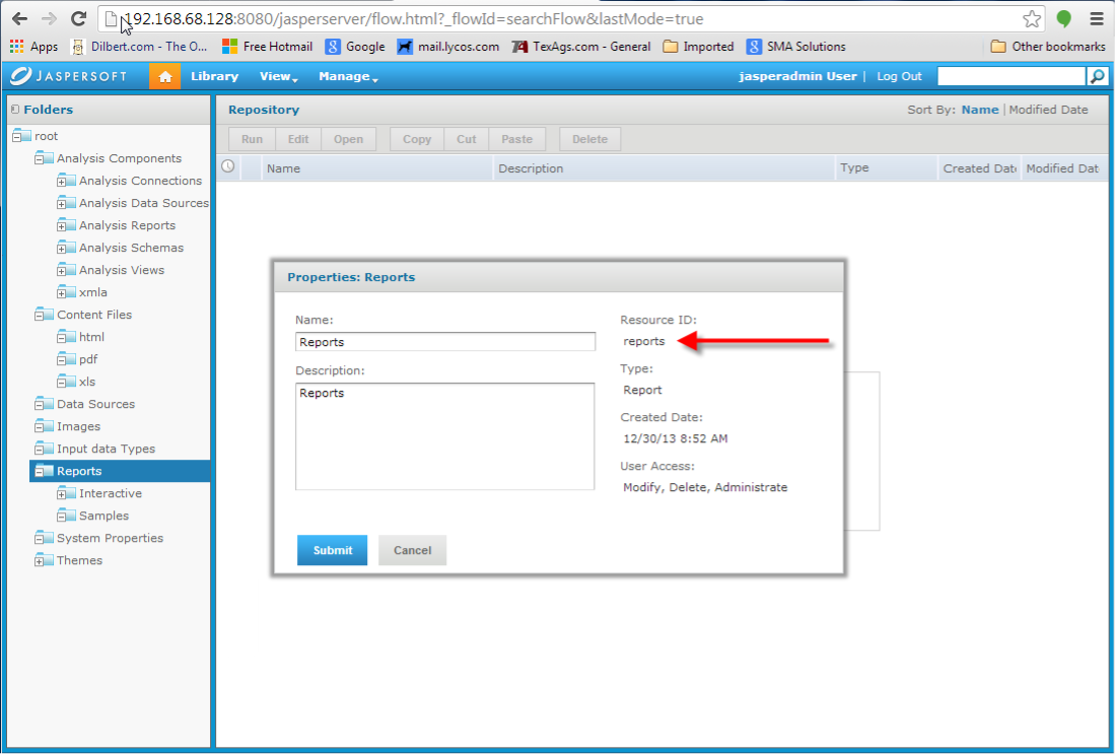 192.168.68.128:8080/jasperserver/flow.html?_flowId=searchFlow&lastMode=true
Apps Dilbert.com - The O... Free Hotmail Google mail.lycos.com TexAgs.com - General Imported SMA Solutions Other bookmarks
JASPERSOFT Library View Manage jasperadmin User | Log Out
Folders
root
Analysis Components
Analysis Connections
Analysis Data Sources
Analysis Reports
Analysis Schemas
Analysis Views
xmla
Content Files
html
pdf
xls
Data Sources
Images
Input data Types
Reports
Interactive
Samples
System Properties
Themes
Repository Sort By: Name | Modified Date
Run Edit Open Copy Cut Paste Delete
Name Description Type Created Date Modified Dat
Properties: Reports
Name:
Reports
Description:
Reports
Resource ID:
reports
Type:
Report
Created Date:
12/30/13 8:52 AM
User Access:
Modify, Delete, Administrate
Submit Cancel